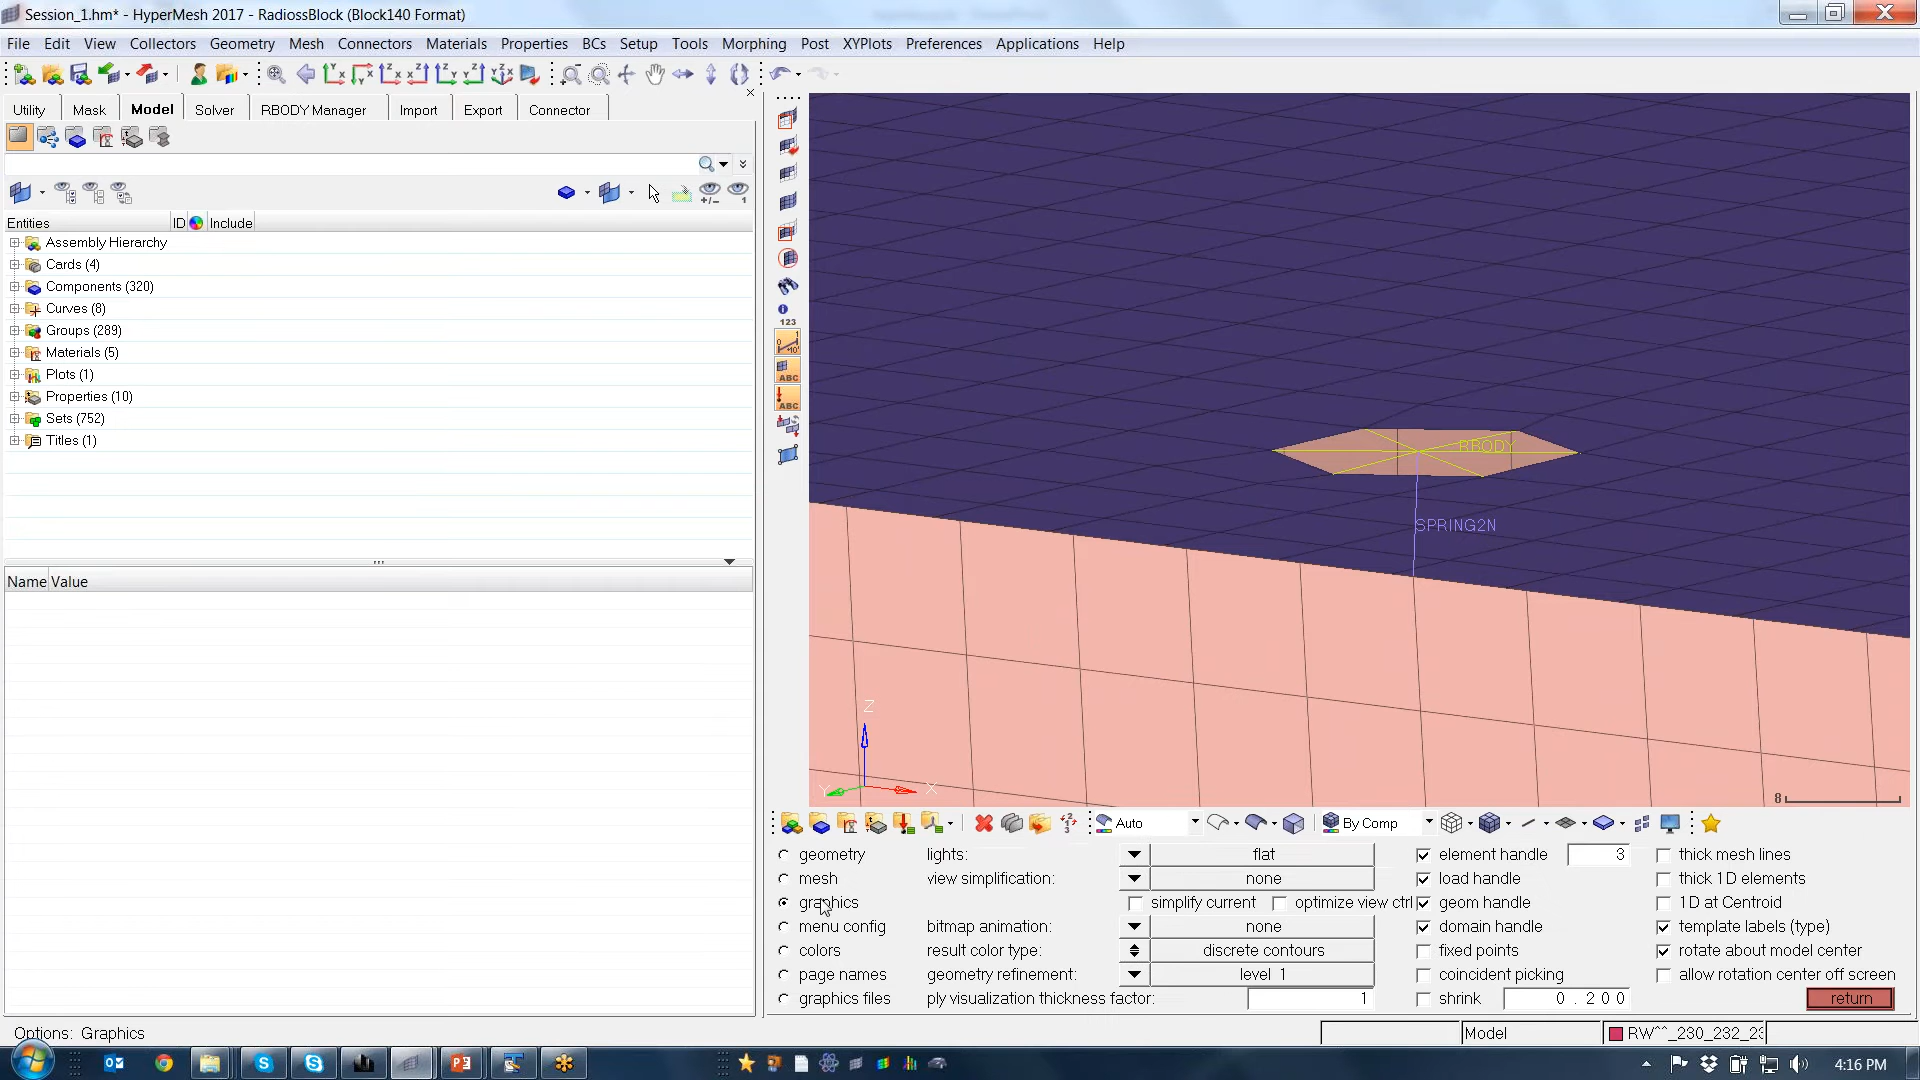 Session_1.hm* - HyperMesh 2017 - RadiossBlock (Block140 Format)
File Edit View Collectors Geometry Mesh Connectors Materials Properties BCs Setup Tools Morphing Post XYPlots Preferences Applications Help
Utility Mask Model Solver RBODY Manager Import Export Connector
Entities ID Include
Assembly Hierarchy
Cards (4)
Components (320)
Curves (8)
Groups (289)
Materials (5)
Plots (1)
Properties (10)
Sets (752)
Titles (1)
Name Value
123
ABC
ABC
RBODY
SPRING2N
Z
Y
X
8
Auto By Comp
geometry lights: flat element handle 3 thick mesh lines
mesh view simplification: none load handle thick 1D elements
graphics simplify current optimize view ctrl geom handle 1D at Centroid
menu config bitmap animation: none domain handle template labels (type)
colors result color type: discrete contours fixed points rotate about model center
page names geometry refinement: level 1 coincident picking allow rotation center off screen
graphics files ply visualization thickness factor: 1 shrink 0.200 return
Options: Graphics Model RW^^_230_232_23
4:16 PM